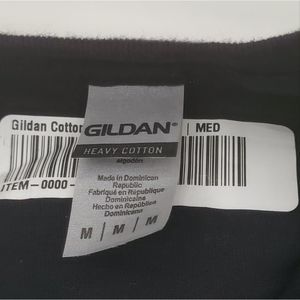 Gildan Cotton
| MED
ITEM-0000-
GILDAN
HEAVY COTTON
algodón
Made in Dominican
Republic
Fabriqué en République
Dominicaine
Hecho en República
Dominicana
M | M | M